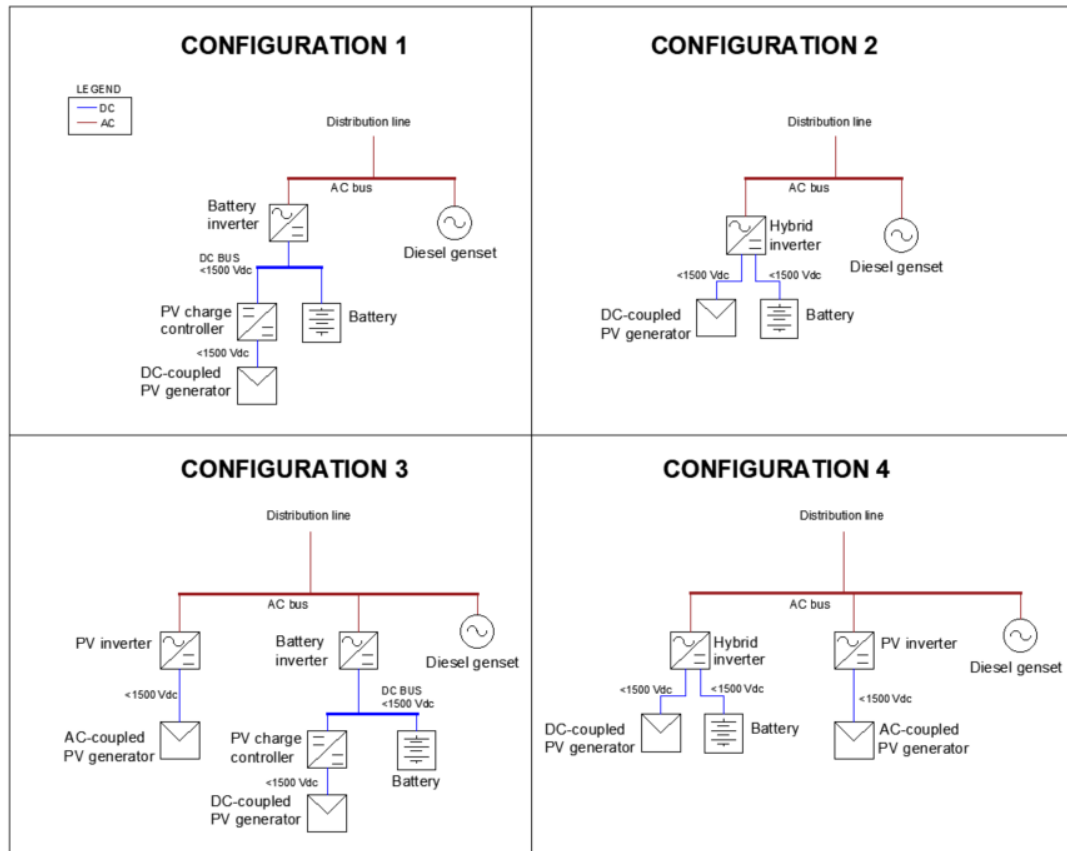 CONFIGURATION 1
LEGEND
DC
AC
Distribution line
AC bus
Battery
inverter
Diesel genset
DC BUS
<1500 Vdc
PV charge
controller
Battery
<1500 Vdc
DC-coupled
PV generator
CONFIGURATION 2
Distribution line
AC bus
Hybrid
inverter
Diesel genset
<1500 Vdc
<1500 Vdc
DC-coupled
PV generator
Battery
CONFIGURATION 3
Distribution line
AC bus
PV inverter
Battery
inverter
Diesel genset
<1500 Vdc
DC BUS
<1500 Vdc
AC-coupled
PV generator
PV charge
controller
Battery
<1500 Vdc
DC-coupled
PV generator
CONFIGURATION 4
Distribution line
AC bus
Hybrid
inverter
PV inverter
Diesel genset
<1500 Vdc
<1500 Vdc
<1500 Vdc
DC-coupled
PV generator
Battery
AC-coupled
PV generator